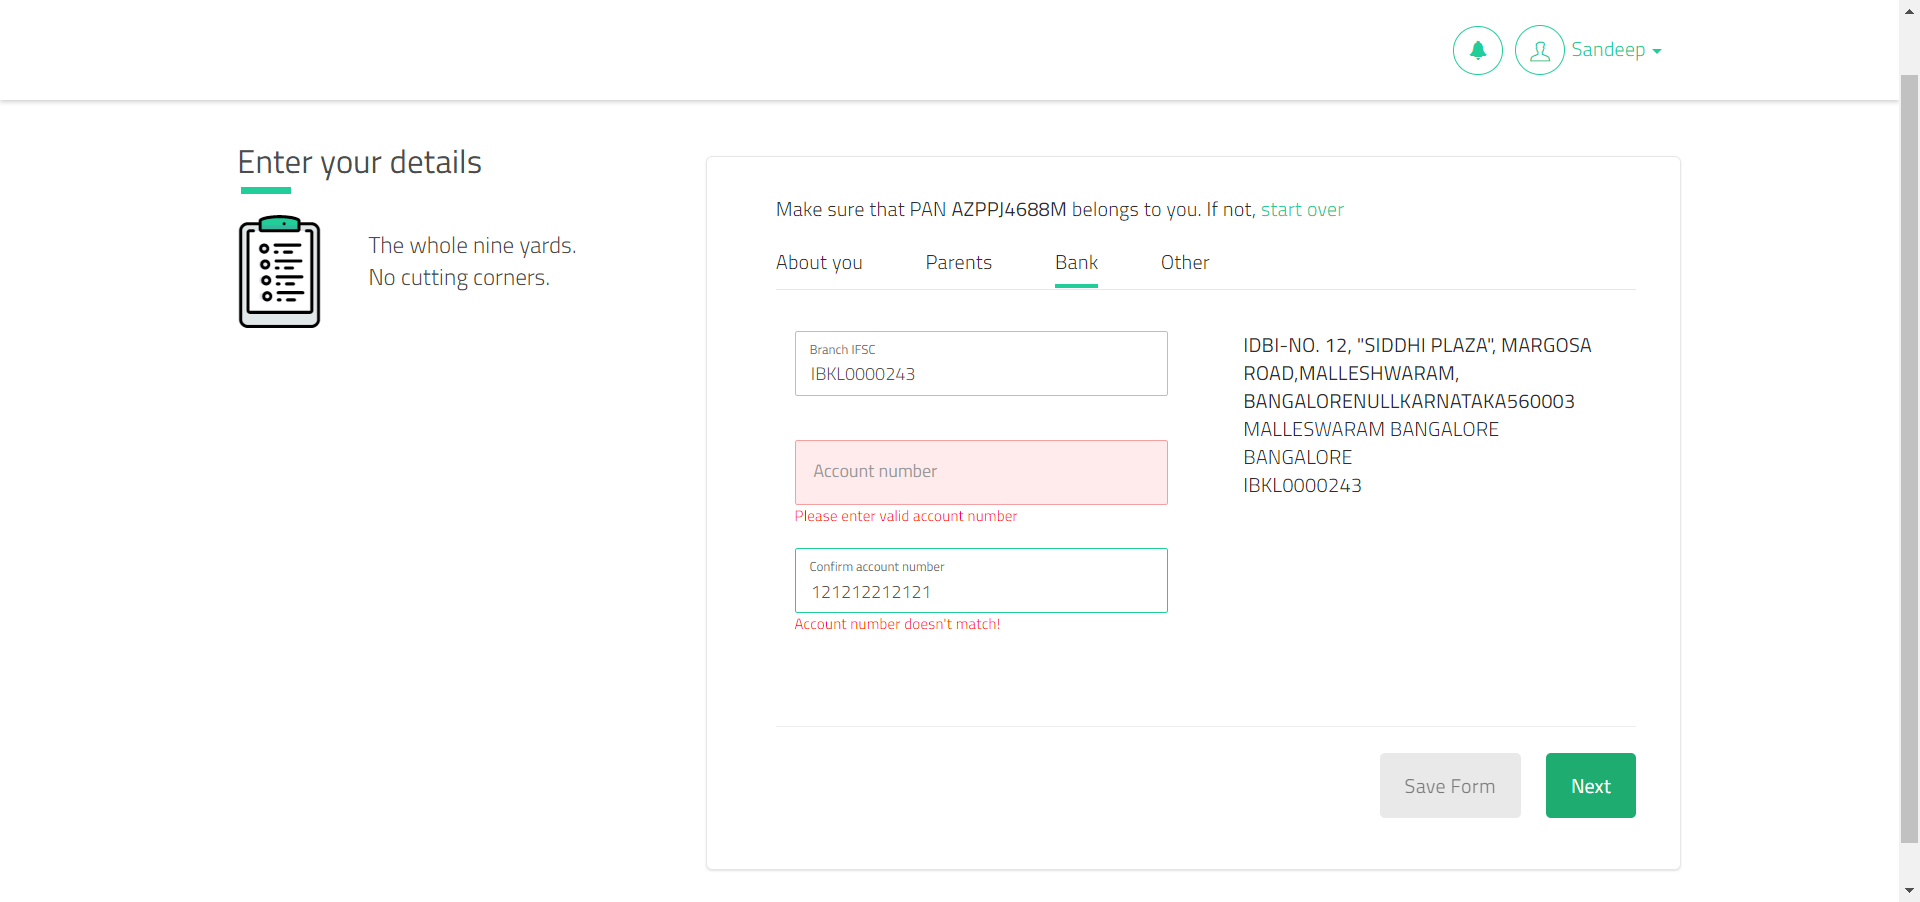 Sandeep
Enter your details
The whole nine yards.
No cutting corners.
Make sure that PAN AZPPJ4688M belongs to you. If not, start over
About you Parents Bank Other
Branch IFSC
IBKL0000243
Account number
Please enter valid account number
Confirm account number
121212212121
Account number doesn't match!
IDBI-NO. 12, "SIDDHI PLAZA", MARGOSA
ROAD,MALLESHWARAM,
BANGALORENULLKARNATAKA560003
MALLESWARAM BANGALORE
BANGALORE
IBKL0000243
Save Form Next